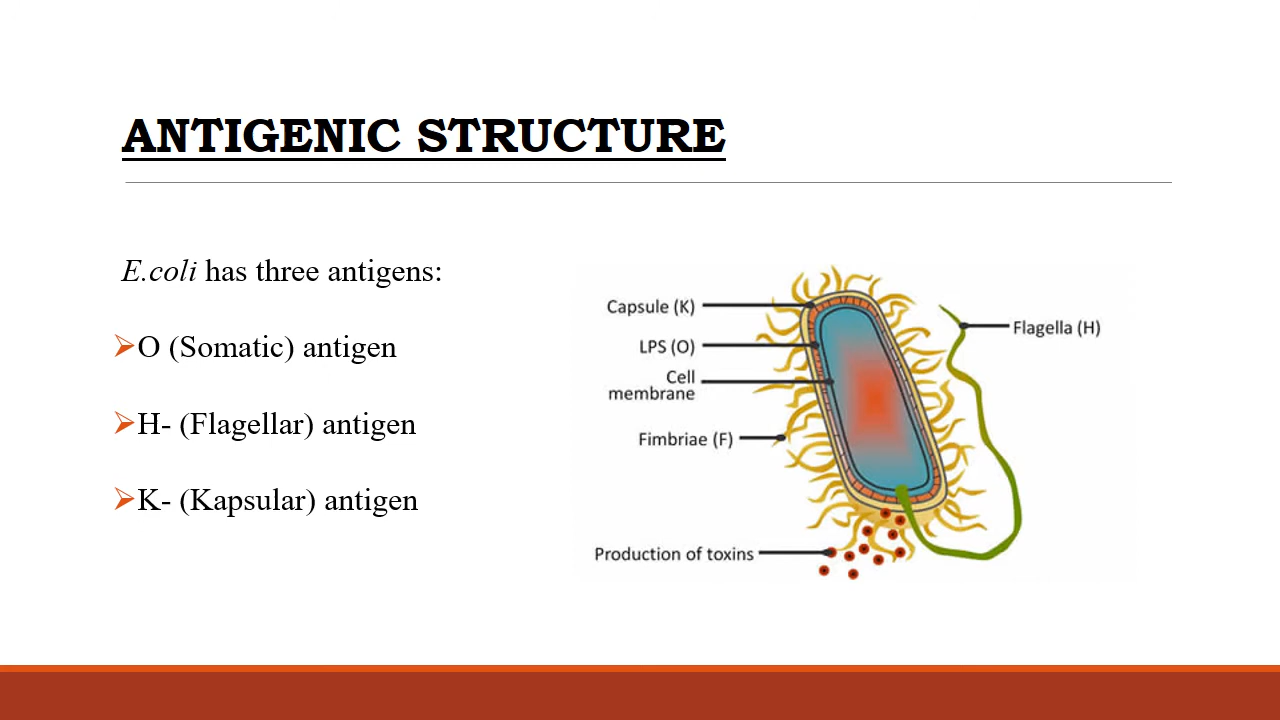 ANTIGENIC STRUCTURE
E.coli has three antigens:
O (Somatic) antigen
H- (Flagellar) antigen
K- (Kapsular) antigen
Capsule (K)
LPS (O)
Cell
membrane
Fimbriae (F)
Production of toxins
Flagella (H)